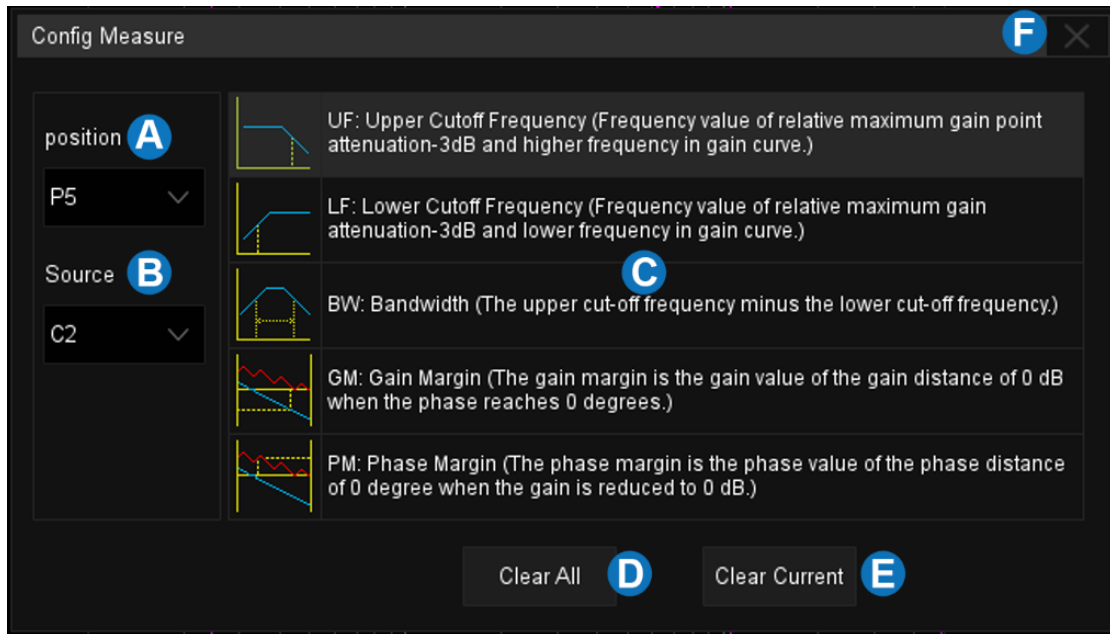 Config Measure
F
position A
P5
Source B
C2
UF: Upper Cutoff Frequency (Frequency value of relative maximum gain point
attenuation-3dB and higher frequency in gain curve.)
LF: Lower Cutoff Frequency (Frequency value of relative maximum gain
attenuation-3dB and lower frequency in gain curve.)
C
BW: Bandwidth (The upper cut-off frequency minus the lower cut-off frequency.)
GM: Gain Margin (The gain margin is the gain value of the gain distance of 0 dB
when the phase reaches 0 degrees.)
PM: Phase Margin (The phase margin is the phase value of the phase distance
of 0 degree when the gain is reduced to 0 dB.)
Clear All D
Clear Current E